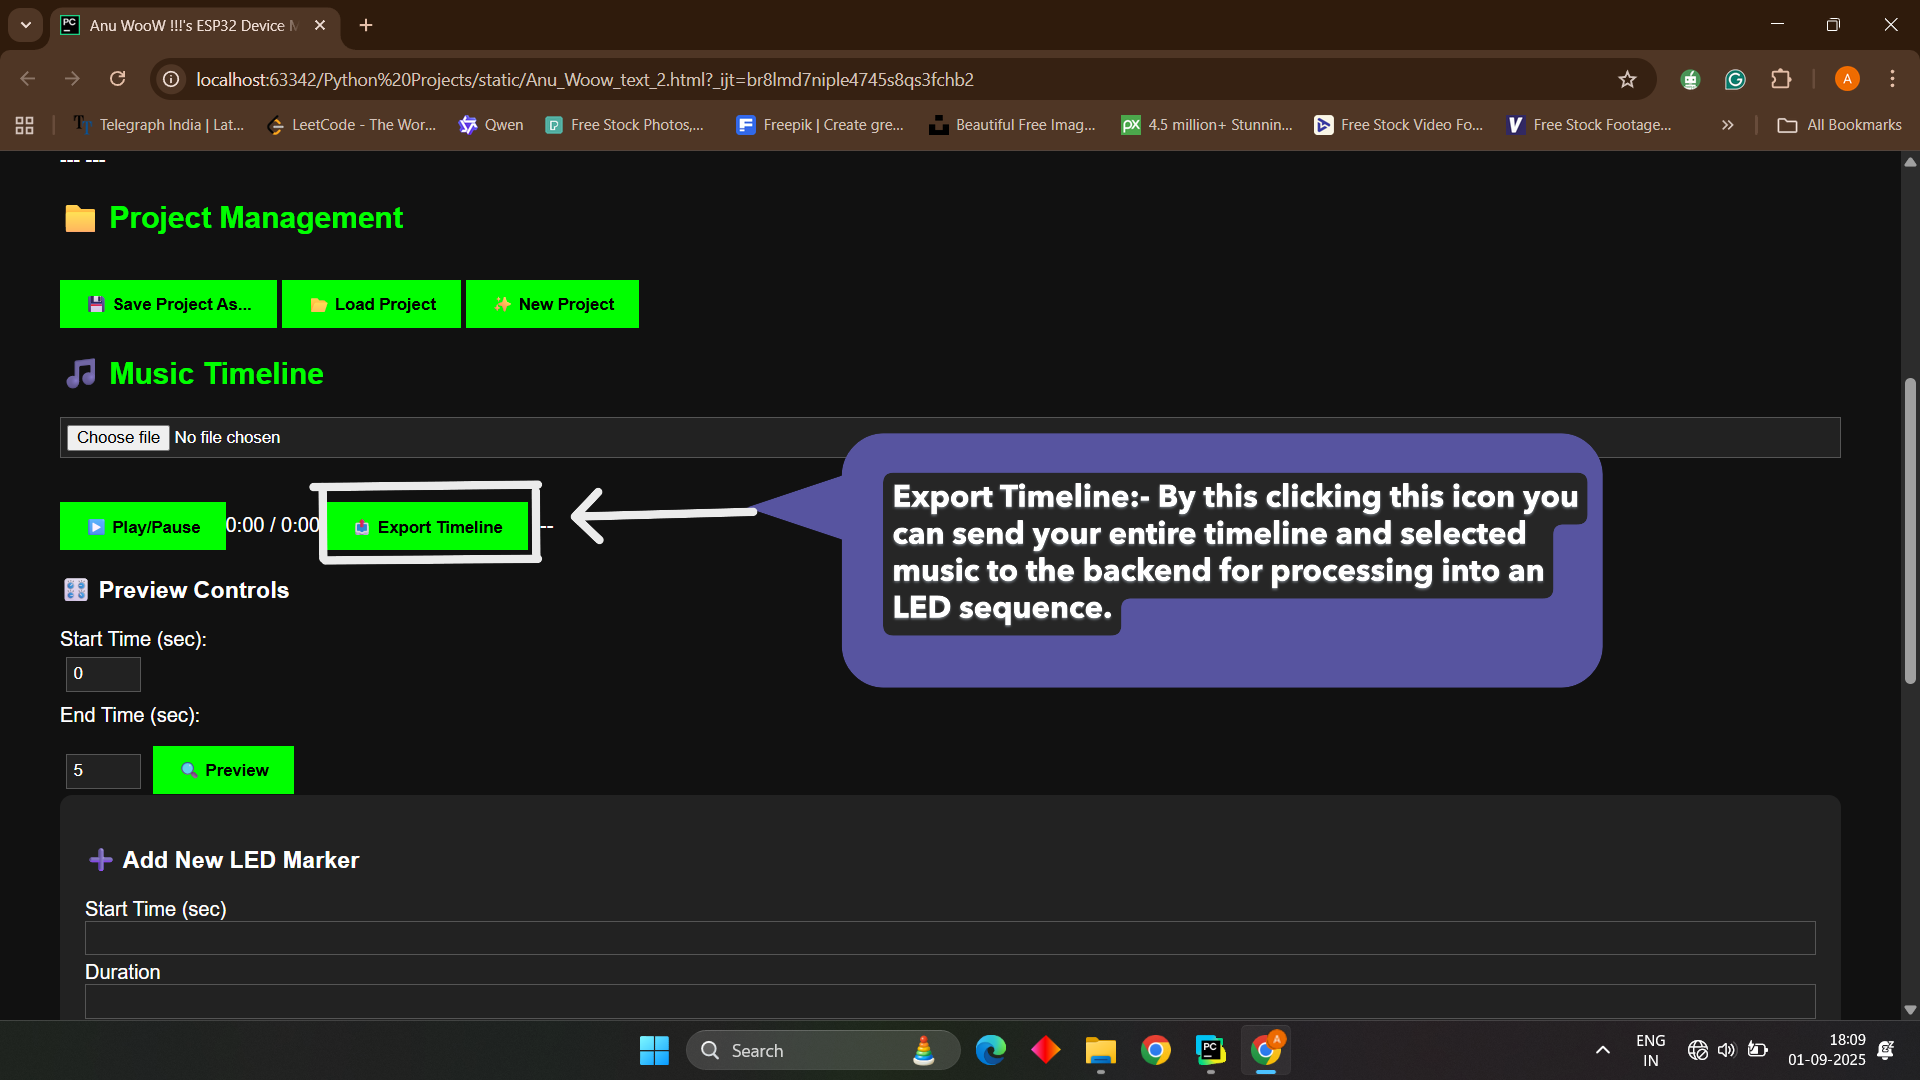 Anu WooW !!!'s ESP32 Device M
localhost:63342/Python%20Projects/static/Anu_Woow_text_2.html?_ijt=br8lmd7niple4745s8qs3fchb2
A
Telegraph India | Lat...
LeetCode - The Wor...
Qwen
Free Stock Photos,...
Freepik | Create gre...
Beautiful Free Imag...
4.5 million+ Stunnin...
Free Stock Video Fo...
Free Stock Footage...
All Bookmarks
--- ---
Project Management
Save Project As...
Load Project
New Project
Music Timeline
Choose file No file chosen
Play/Pause
0:00 / 0:00
Export Timeline
--
Export Timeline:- By this clicking this icon you
can send your entire timeline and selected
music to the backend for processing into an
LED sequence.
Preview Controls
Start Time (sec):
0
End Time (sec):
5
Preview
Add New LED Marker
Start Time (sec)
Duration
Search
ENG
IN
18:09
01-09-2025